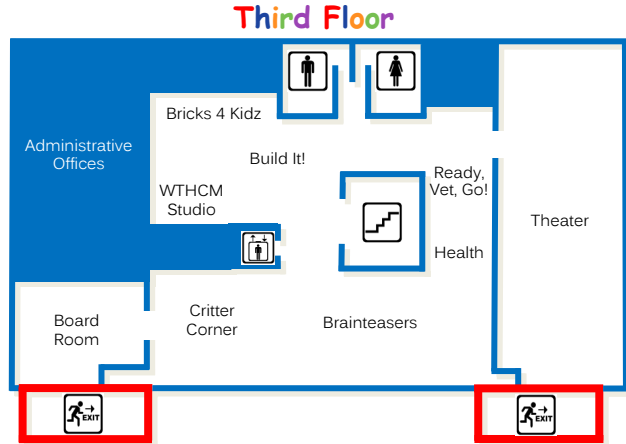 Third Floor
Bricks 4 Kidz
Administrative
Offices
Build It!
Ready,
Vet, Go!
WTHCM
Studio
Theater
Health
Critter
Corner
Board
Room
Brainteasers
EXIT
EXIT